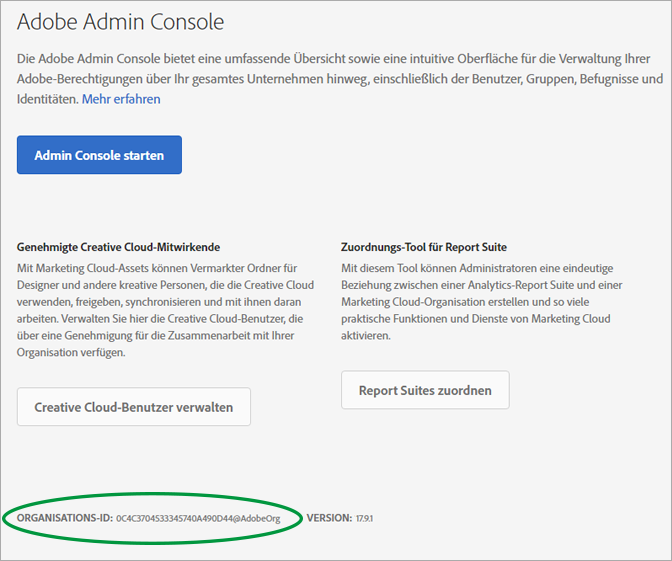 Adobe Admin Console
Die Adobe Admin Console bietet eine umfassende Übersicht sowie eine intuitive Oberfläche für die Verwaltung Ihrer
Adobe-Berechtigungen über Ihr gesamtes Unternehmen hinweg, einschließlich der Benutzer, Gruppen, Befugnisse und
Identitäten. Mehr erfahren
Admin Console starten
Genehmigte Creative Cloud-Mitwirkende
Mit Marketing Cloud-Assets können Vermarkter Ordner für
Designer und andere kreative Personen, die die Creative Cloud
verwenden, freigeben, synchronisieren und mit ihnen daran
arbeiten. Verwalten Sie hier die Creative Cloud-Benutzer, die
über eine Genehmigung für die Zusammenarbeit mit Ihrer
Organisation verfügen.
Creative Cloud-Benutzer verwalten
Zuordnungs-Tool für Report Suite
Mit diesem Tool können Administratoren eine eindeutige
Beziehung zwischen einer Analytics-Report Suite und einer
Marketing Cloud-Organisation erstellen und so viele
praktische Funktionen und Dienste von Marketing Cloud
aktivieren.
Report Suites zuordnen
ORGANISATIONS-ID: 0C4C3704533345740A490D44@AdobeOrg VERSION: 17.9.1